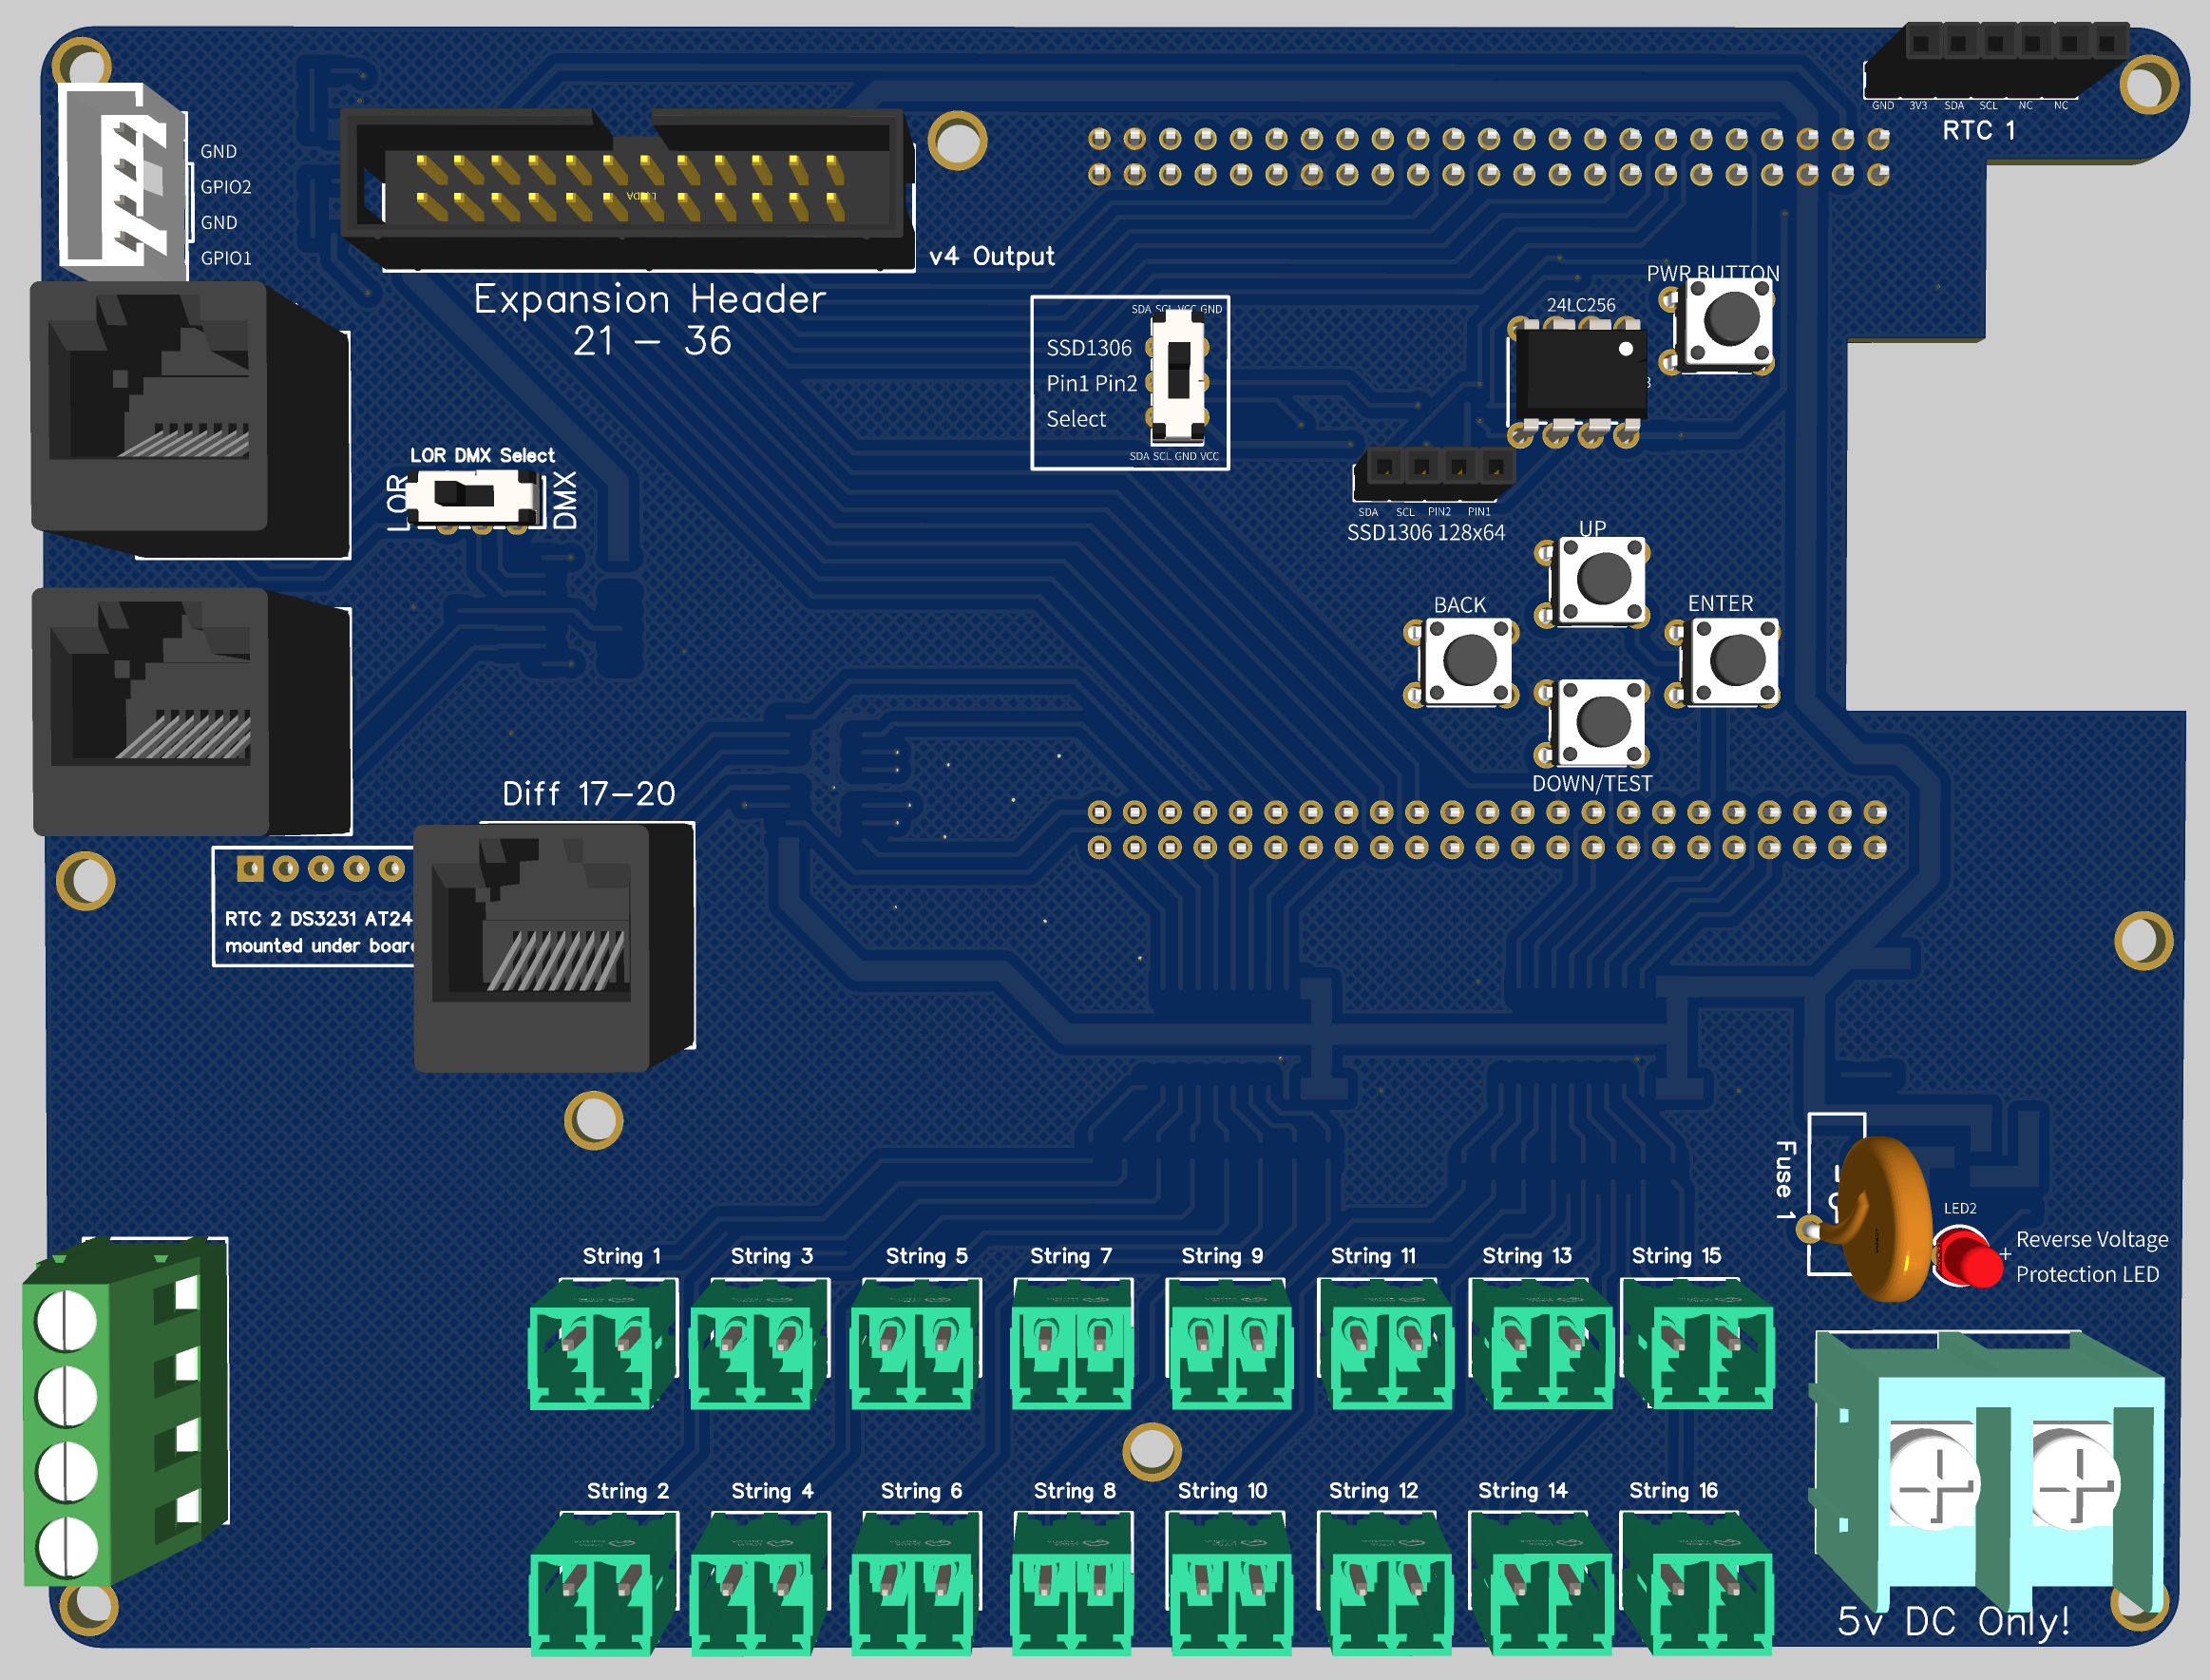 GND 3V3 SDA SCL NC NC
RTC 1
GND
GPIO2
GND
GPIO1
v4 Output
Expansion Header
21 - 36
PWR BUTTON
24LC256
SDA SCL VCC GND
SSD1306
Pin1 Pin2
Select
SDA SCL GND VCC
LOR DMX Select
LOR
DMX
SDA SCL PIN2 PIN1
SSD1306 128x64
UP
BACK
ENTER
DOWN/TEST
Diff 17-20
RTC 2 DS3231 AT24
mounted under boar
Fuse 1
LED2
+
Reverse Voltage
Protection LED
String 1 String 3 String 5 String 7 String 9 String 11 String 13 String 15
String 2 String 4 String 6 String 8 String 10 String 12 String 14 String 16
5v DC Only!